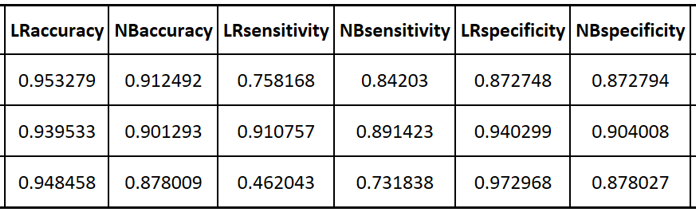 LRaccuracy NBaccuracy LRsensitivity NBsensitivity LRspecificity NBspecificity
0.953279 0.912492 0.758168 0.84203 0.872748 0.872794
0.939533 0.901293 0.910757 0.891423 0.940299 0.904008
0.948458 0.878009 0.462043 0.731838 0.972968 0.878027